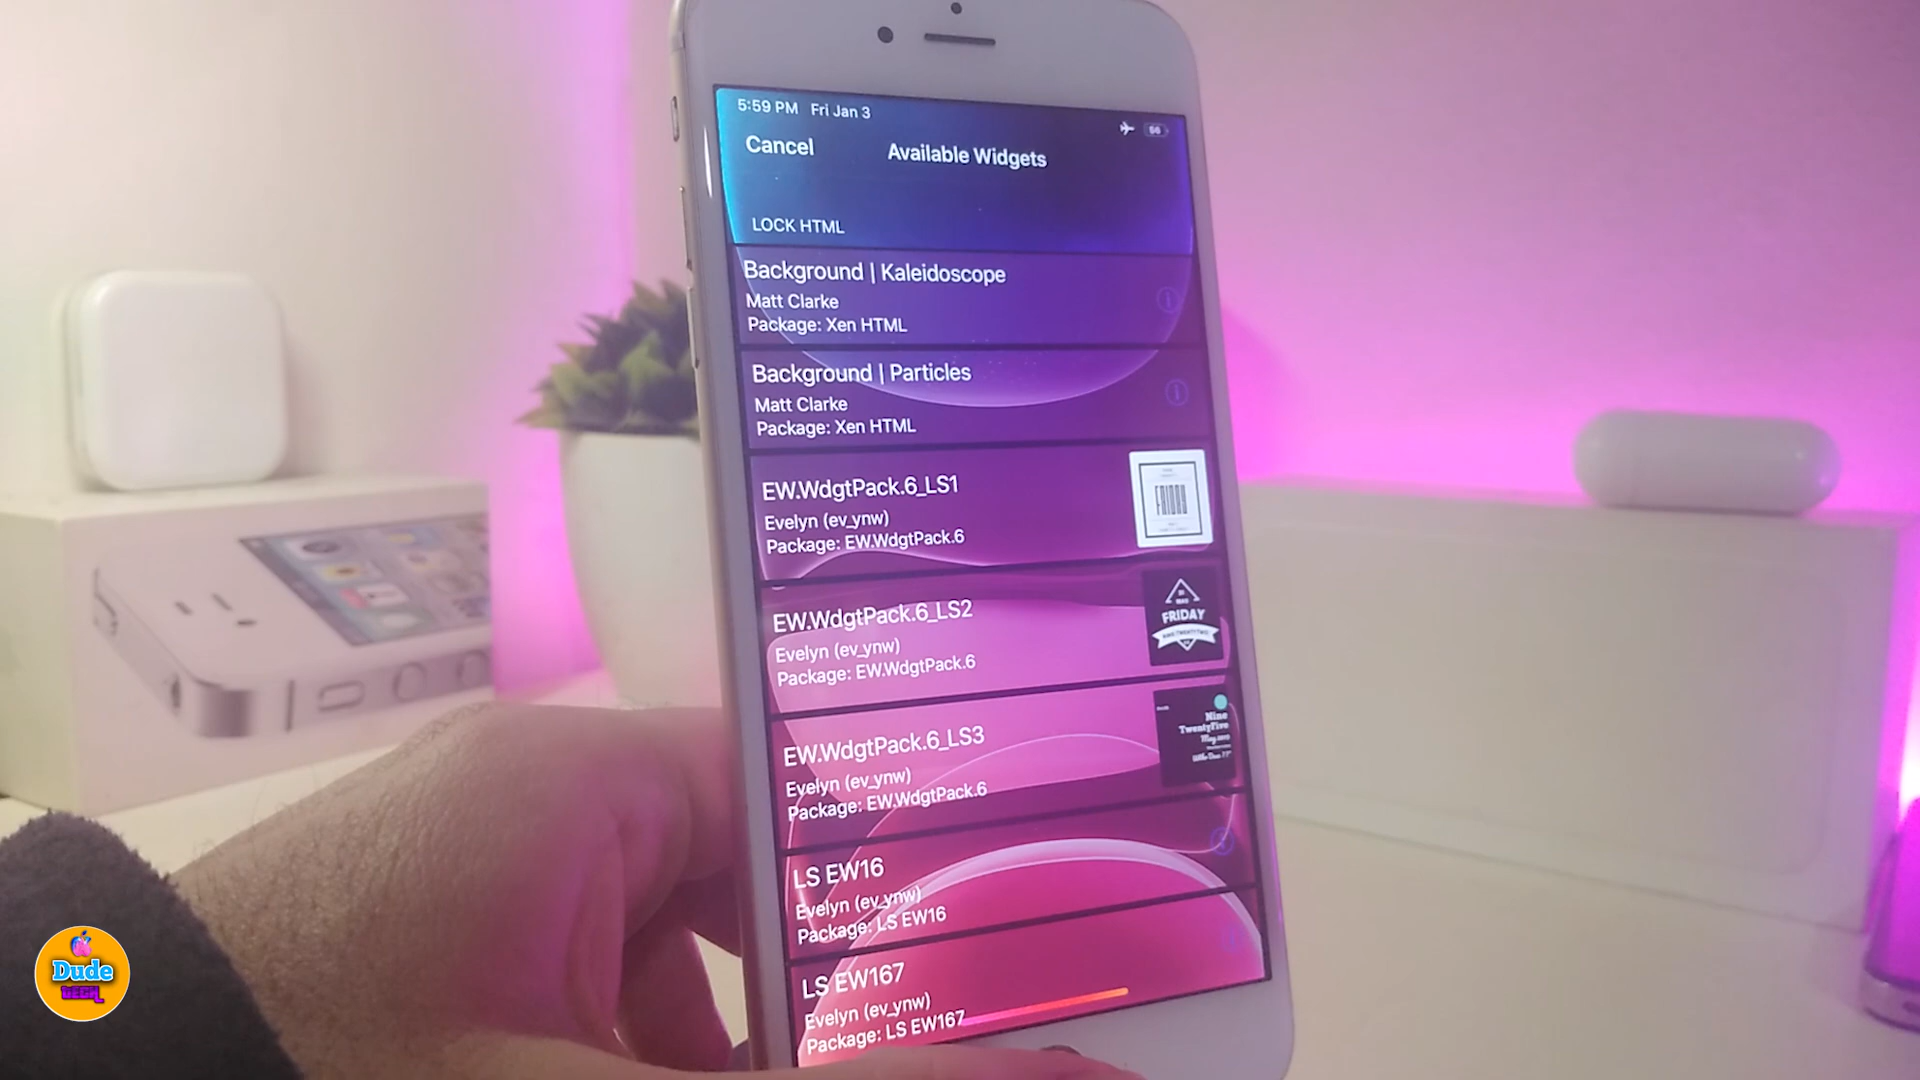 5:59 PM Fri Jan 3
56
Cancel
Available Widgets
LOCK HTML
Background | Kaleidoscope
Matt Clarke
Package: Xen HTML
Background | Particles
Matt Clarke
Package: Xen HTML
EW.WdgtPack.6_LS1
Evelyn (ev_ynw)
Package: EW.WdgtPack.6
FRIDAY
EW.WdgtPack.6_LS2
Evelyn (ev_ynw)
Package: EW.WdgtPack.6
FRIDAY
EW.WdgtPack.6_LS3
Evelyn (ev_ynw)
Package: EW.WdgtPack.6
Nine
TwentyFive
LS EW16
Evelyn (ev_ynw)
Package: LS EW16
LS EW167
Evelyn (ev_ynw)
Package: LS EW167
Dude
TECH